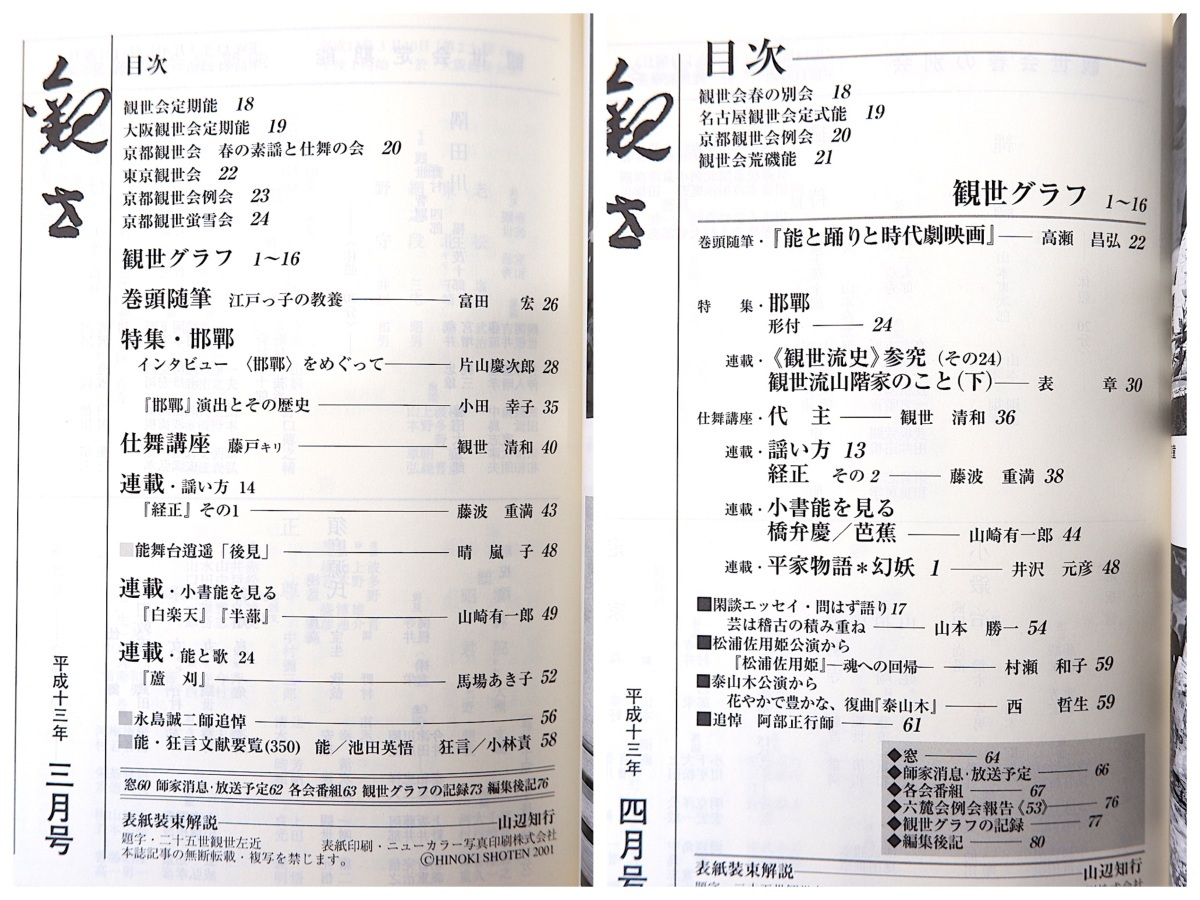 観世
目次
観世会定期能 18
大阪観世会定期能 19
京都観世会 春の素謡と仕舞の会 20
東京観世会 22
京都観世会例会 23
京都観世蛍雪会 24
観世グラフ 1〜16
巻頭随筆 江戸っ子の教養 富田 宏 26
特集・邯鄲
インタビュー 〈邯鄲〉をめぐって 片山慶次郎 28
『邯鄲』演出とその歴史 小田 幸子 35
仕舞講座 藤戸キリ 観世 清和 40
連載・謡い方 14
『経正』その1 藤波 重満 43
■能舞台逍遥「後見」 晴 嵐 子 48
連載・小書能を見る
『白楽天』『半蔀』 山崎有一郎 49
連載・能と歌 24
『蘆 刈』 馬場あき子 52
■永島誠二師追悼 56
■能・狂言文献要覧(350) 能/池田英悟 狂言/小林責 58
窓60 師家消息・放送予定62 各会番組63 観世グラフの記録73 編集後記76
表紙装束解説 山辺知行
題字・二十五世観世左近 表紙印刷・ニューカラー写真印刷株式会社
本誌記事の無断転載・複写を禁じます。 ©HINOKI SHOTEN 2001
平成十三年 三月号
観世
目次
観世会春の別会 18
名古屋観世会定式能 19
京都観世会例会 20
観世会荒磯能 21
観世グラフ 1〜16
巻頭随筆・『能と踊りと時代劇映画』 高瀬 昌弘 22
特 集・邯鄲
形付 24
連載・《観世流史》参究(その24)
観世流山階家のこと(下) 表 章 30
仕舞講座・代 主 観世 清和 36
連載・謡い方 13
経正 その2 藤波 重満 38
連載・小書能を見る
橋弁慶/芭蕉 山崎有一郎 44
連載・平家物語*幻妖 1 井沢 元彦 48
■閑談エッセイ・問はず語り17
芸は稽古の積み重ね 山本 勝一 54
■松浦佐用姫公演から
『松浦佐用姫』―魂への回帰 村瀬 和子 59
■泰山木公演から
花やかで豊かな、復曲『泰山木』 西 哲生 59
■追悼 阿部正行師 61
◆窓 64
◆師家消息・放送予定 66
◆各会番組 67
◆六麓会例会報告《53》 76
◆観世グラフの記録 77
◆編集後記 80
表紙装束解説 山辺知行
平成十三年 四月号